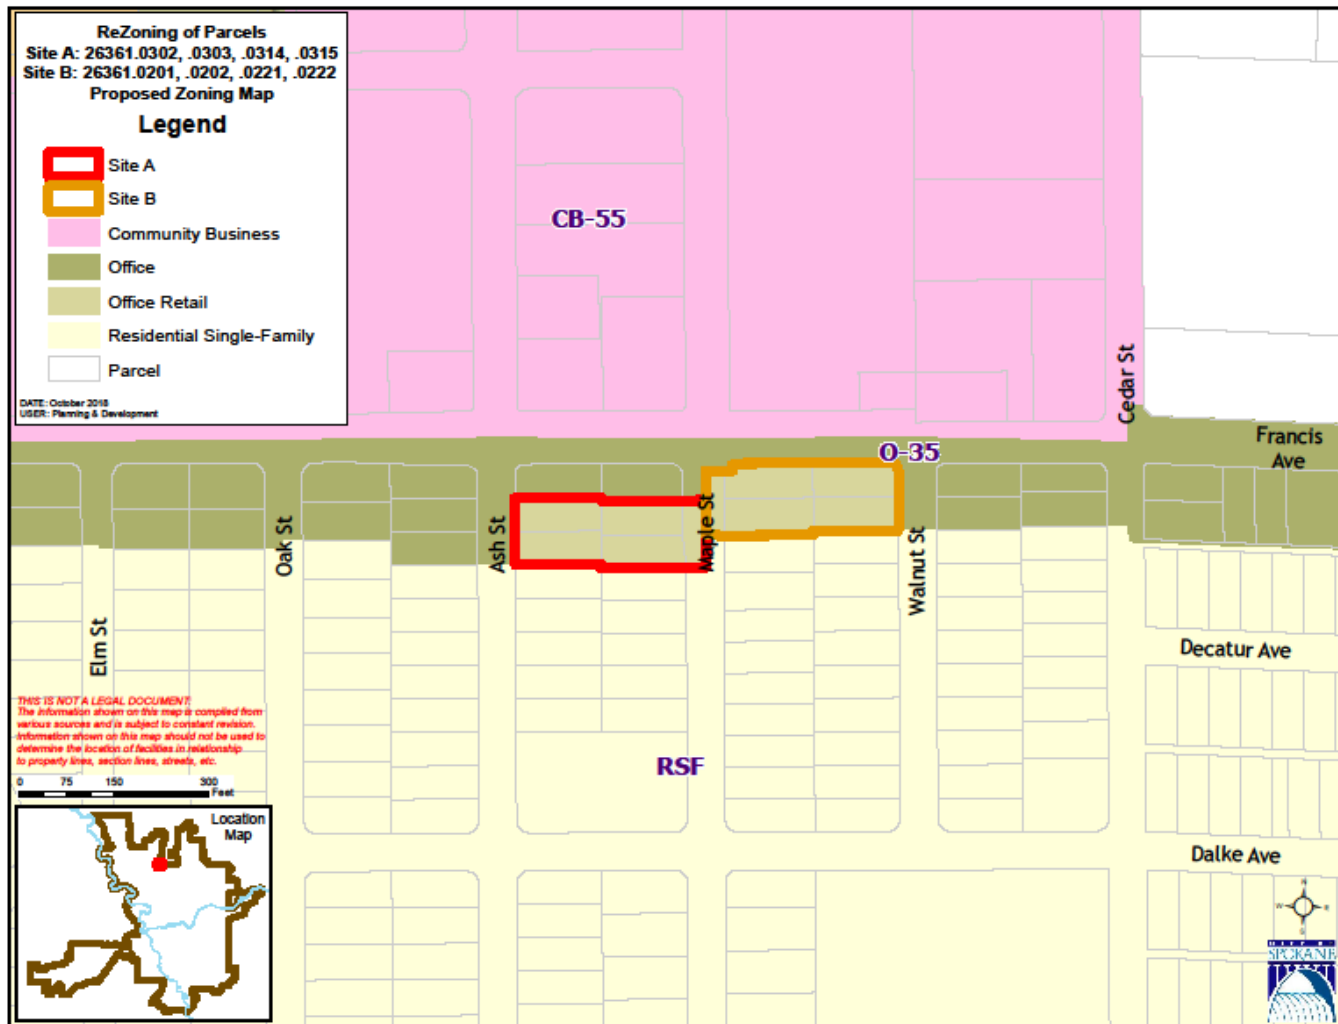 ReZoning of Parcels
Site A: 26361.0302, .0303, .0314, .0315
Site B: 26361.0201, .0202, .0221, .0222
Proposed Zoning Map
Legend
Site A
Site B
Community Business
Office
Office Retail
Residential Single-Family
Parcel
DATE: October 2018
USER: Planning & Development
CB-55
Cedar St
Francis
Ave
O-35
Maple St
Ash St
Oak St
Walnut St
Elm St
Decatur Ave
THIS IS NOT A LEGAL DOCUMENT:
The information shown on this map is compiled from
various sources and is subject to constant revision.
Information shown on this map should not be used to
determine the location of facilities in relationship
to property lines, section lines, streets, etc.
RSF
0 75 150 300
Feet
Location
Map
Dalke Ave
N
W E
S
CITY OF
SPOKANE